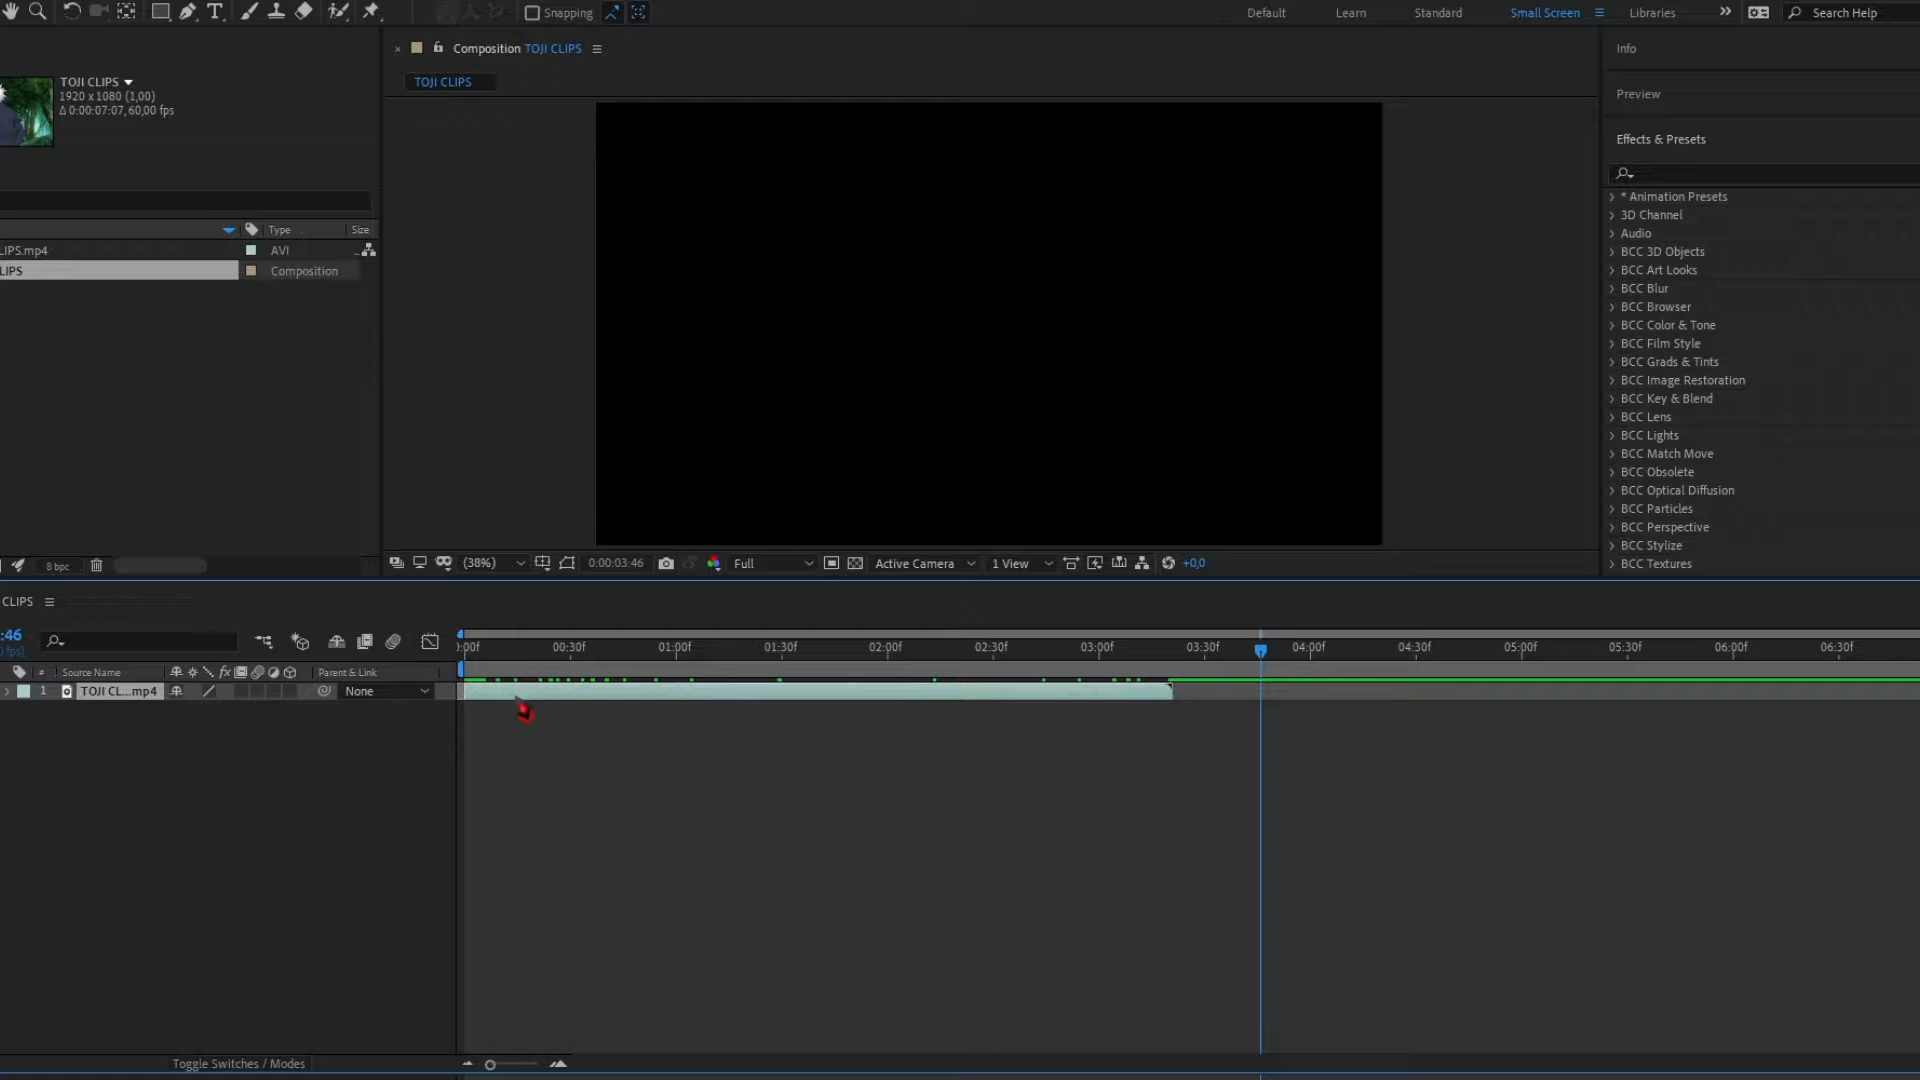 Snapping
Default
Learn
Standard
Small Screen
Libraries
Search Help
Composition TOJI CLIPS
TOJI CLIPS
TOJI CLIPS
1920 x 1080 (1,00)
Δ 0:00:07:07, 60,00 fps
Type
Size
LIPS.mp4
AVI
LIPS
Composition
8 bpc
(38%)
0:00:03:46
Full
Active Camera
1 View
+0,0
Info
Preview
Effects & Presets
* Animation Presets
3D Channel
Audio
BCC 3D Objects
BCC Art Looks
BCC Blur
BCC Browser
BCC Color & Tone
BCC Film Style
BCC Grads & Tints
BCC Image Restoration
BCC Key & Blend
BCC Lens
BCC Lights
BCC Match Move
BCC Obsolete
BCC Optical Diffusion
BCC Particles
BCC Perspective
BCC Stylize
BCC Textures
CLIPS
:46
0 fps)
:00f
00:30f
01:00f
01:30f
02:00f
02:30f
03:00f
03:30f
04:00f
04:30f
05:00f
05:30f
06:00f
06:30f
#
Source Name
fx
Parent & Link
1
TOJI CL...mp4
None
Toggle Switches / Modes